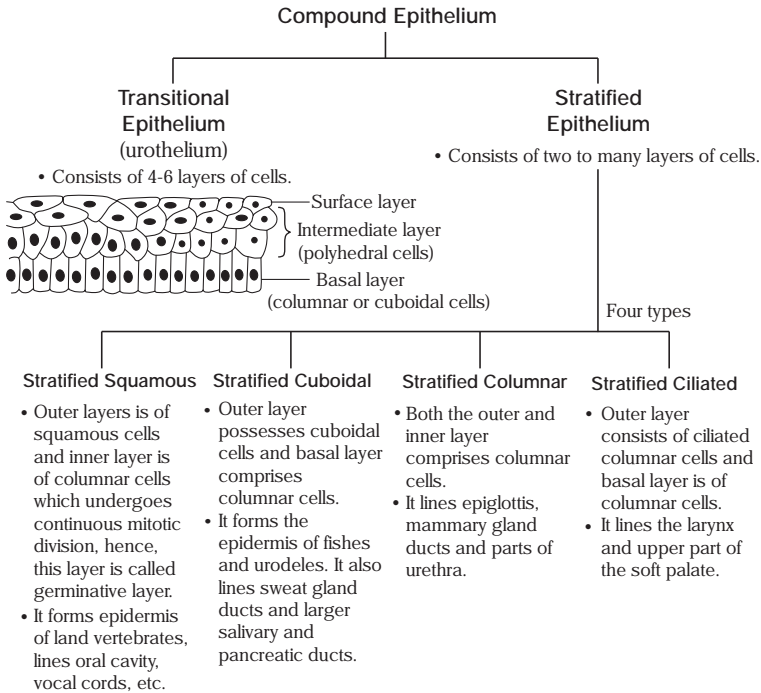 Compound Epithelium
Transitional
Epithelium
(urothelium)
• Consists of 4-6 layers of cells.
Surface layer
Intermediate layer
(polyhedral cells)
Basal layer
(columnar or cuboidal cells)
Stratified
Epithelium
• Consists of two to many layers of cells.
Four types
Stratified Squamous
• Outer layers is of
squamous cells
and inner layer is
of columnar cells
which undergoes
continuous mitotic
division, hence,
this layer is called
germinative layer.
• It forms epidermis
of land vertebrates,
lines oral cavity,
vocal cords, etc.
Stratified Cuboidal
• Outer layer
possesses cuboidal
cells and basal layer
comprises
columnar cells.
• It forms the
epidermis of fishes
and urodeles. It also
lines sweat gland
ducts and larger
salivary and
pancreatic ducts.
Stratified Columnar
• Both the outer and
inner layer
comprises columnar
cells.
• It lines epiglottis,
mammary gland
ducts and parts of
urethra.
Stratified Ciliated
• Outer layer
consists of ciliated
columnar cells and
basal layer is of
columnar cells.
• It lines the larynx
and upper part of
the soft palate.